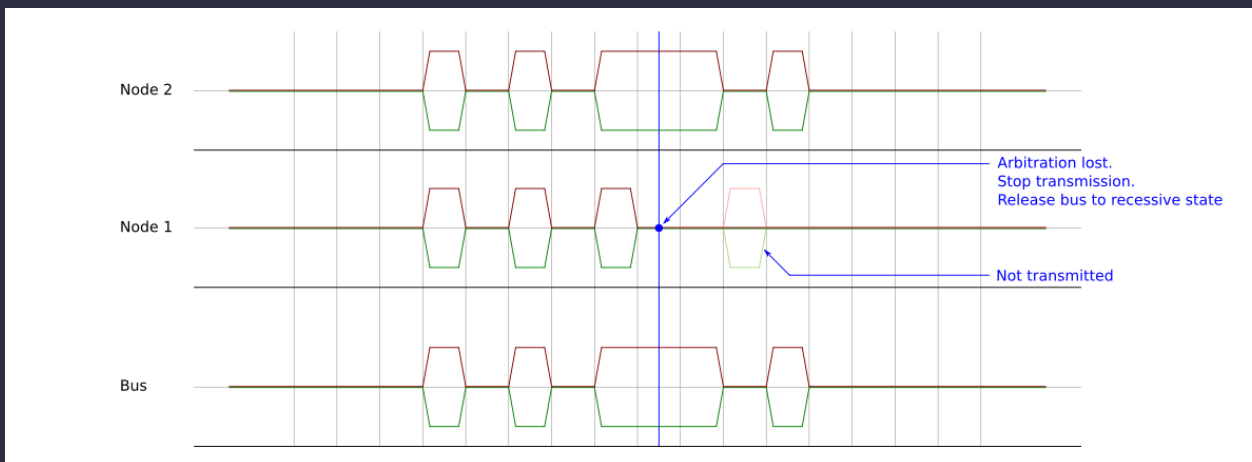 Node 2
Arbitration lost.
Stop transmission.
Release bus to recessive state
Node 1
Not transmitted
Bus